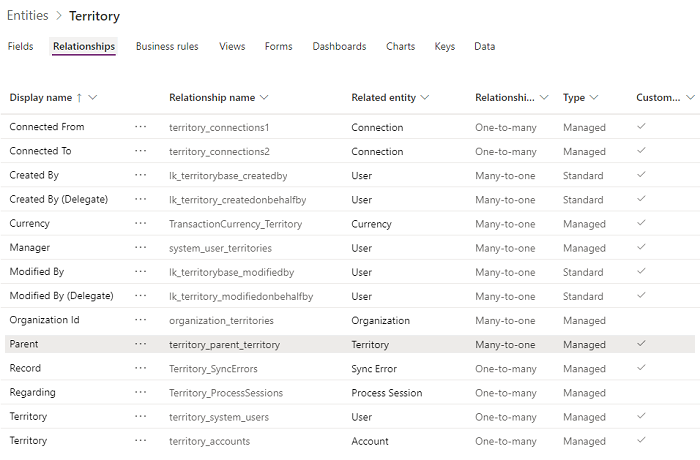 Entities > Territory
Fields Relationships Business rules Views Forms Dashboards Charts Keys Data
Display name ↑ Relationship name Related entity Relationshi... Type Custom...
Connected From ··· territory_connections1 Connection One-to-many Managed ✓
Connected To ··· territory_connections2 Connection One-to-many Managed ✓
Created By ··· lk_territorybase_createdby User Many-to-one Standard ✓
Created By (Delegate) ··· lk_territory_createdonbehalfby User Many-to-one Standard ✓
Currency ··· TransactionCurrency_Territory Currency Many-to-one Managed ✓
Manager ··· system_user_territories User Many-to-one Managed ✓
Modified By ··· lk_territorybase_modifiedby User Many-to-one Standard ✓
Modified By (Delegate) ··· lk_territory_modifiedonbehalfby User Many-to-one Standard ✓
Organization Id ··· organization_territories Organization Many-to-one Managed
Parent ··· territory_parent_territory Territory Many-to-one Managed ✓
Record ··· Territory_SyncErrors Sync Error One-to-many Managed ✓
Regarding ··· Territory_ProcessSessions Process Session One-to-many Managed
Territory ··· territory_system_users User One-to-many Managed ✓
Territory ··· territory_accounts Account One-to-many Managed ✓